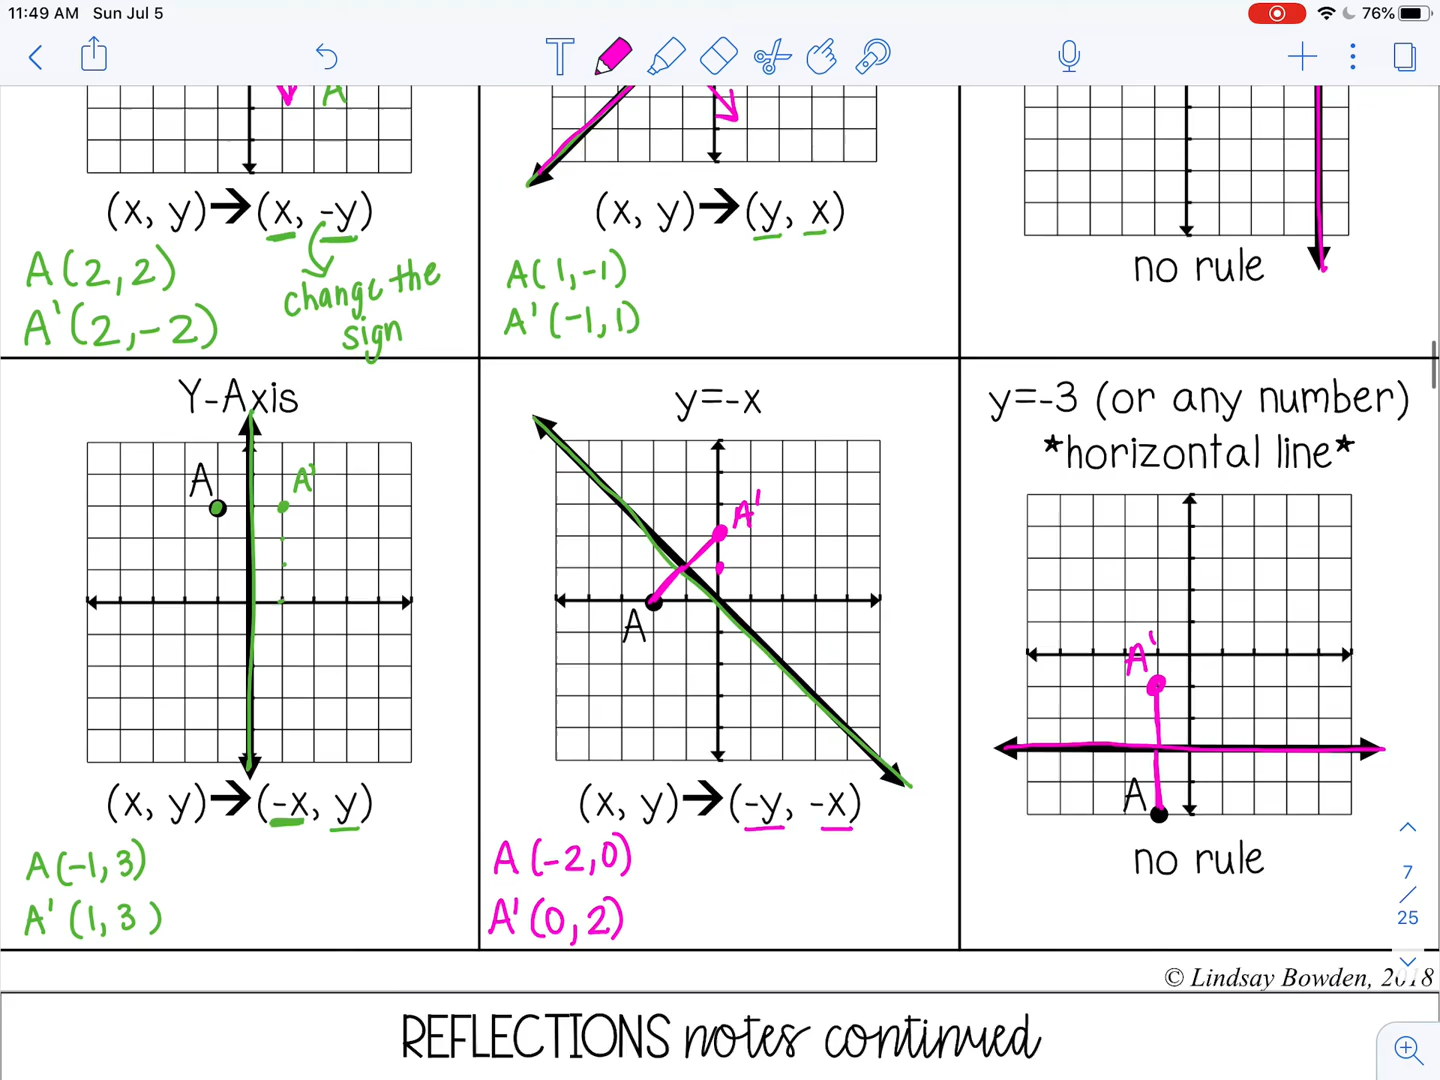 11:49 AM Sun Jul 5
76%
T
A
(x, y)→(x, -y)
A(2,2)
A'(2,-2)
change the
sign
(x, y)→(y, x)
A(1,-1)
A'(-1,1)
no rule
Y-Axis
A
A'
(x, y)→(-x, y)
A(-1,3)
A'(1,3)
y=-x
A'
A
(x, y)→(-y, -x)
A(-2,0)
A'(0,2)
y=-3 (or any number)
*horizontal line*
A'
A
no rule
7
/
25
© Lindsay Bowden, 2018
REFLECTIONS notes continued